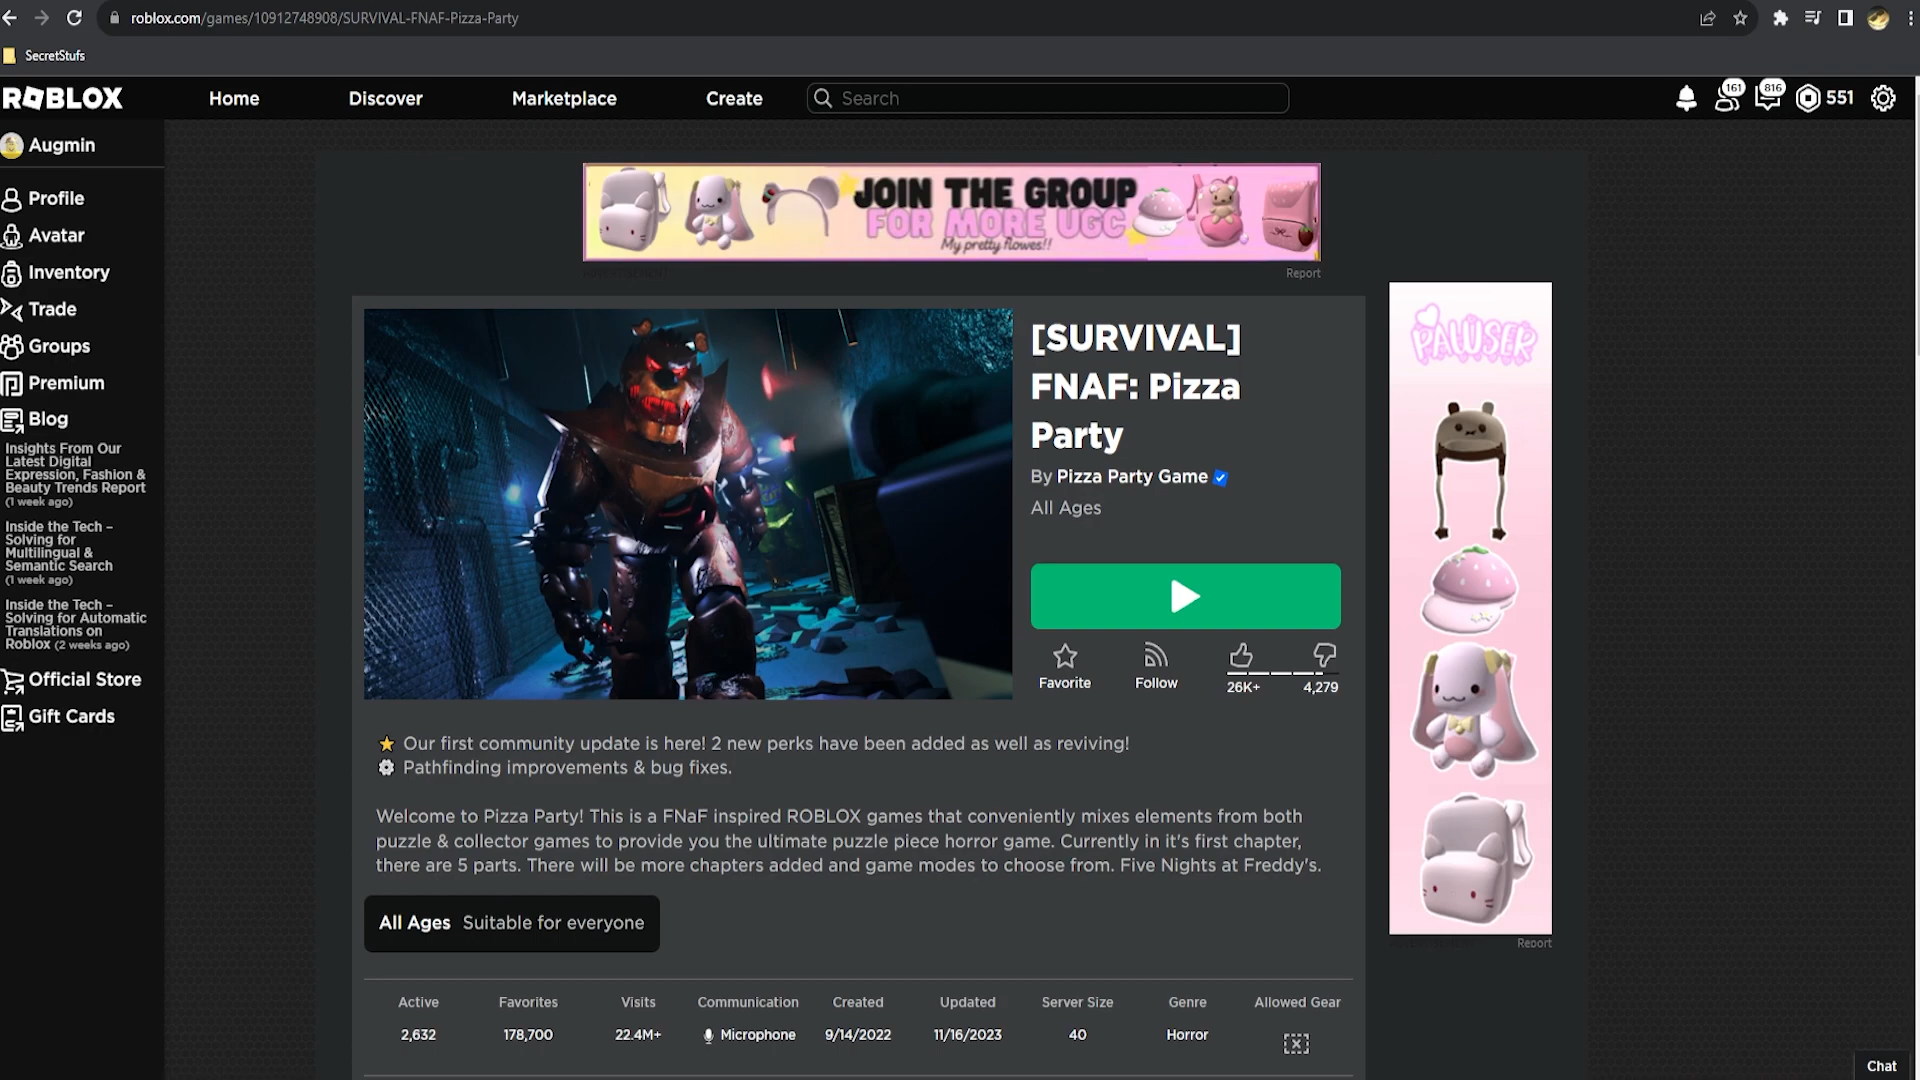 roblox.com/games/10912748908/SURVIVAL-FNAF-Pizza-Party
SecretStufs
ROBLOX
Home
Discover
Marketplace
Create
Search
161
816
551
Augmin
Profile
Avatar
Inventory
Trade
Groups
Premium
Blog
Insights From Our
Latest Digital
Expression, Fashion &
Beauty Trends Report
(1 week ago)
Inside the Tech –
Solving for
Multilingual &
Semantic Search
(1 week ago)
Inside the Tech –
Solving for Automatic
Translations on
Roblox (2 weeks ago)
Official Store
Gift Cards
JOIN THE GROUP
FOR MORE UGC
My pretty flowes!!
Report
[SURVIVAL]
FNAF: Pizza
Party
By Pizza Party Game
All Ages
Favorite
Follow
26K+
4,279
Our first community update is here! 2 new perks have been added as well as reviving!
Pathfinding improvements & bug fixes.
Welcome to Pizza Party! This is a FNaF inspired ROBLOX games that conveniently mixes elements from both
puzzle & collector games to provide you the ultimate puzzle piece horror game. Currently in it's first chapter,
there are 5 parts. There will be more chapters added and game modes to choose from. Five Nights at Freddy's.
All Ages Suitable for everyone
Active
Favorites
Visits
Communication
Created
Updated
Server Size
Genre
Allowed Gear
2,632
178,700
22.4M+
Microphone
9/14/2022
11/16/2023
40
Horror
PAWSER
Report
Chat